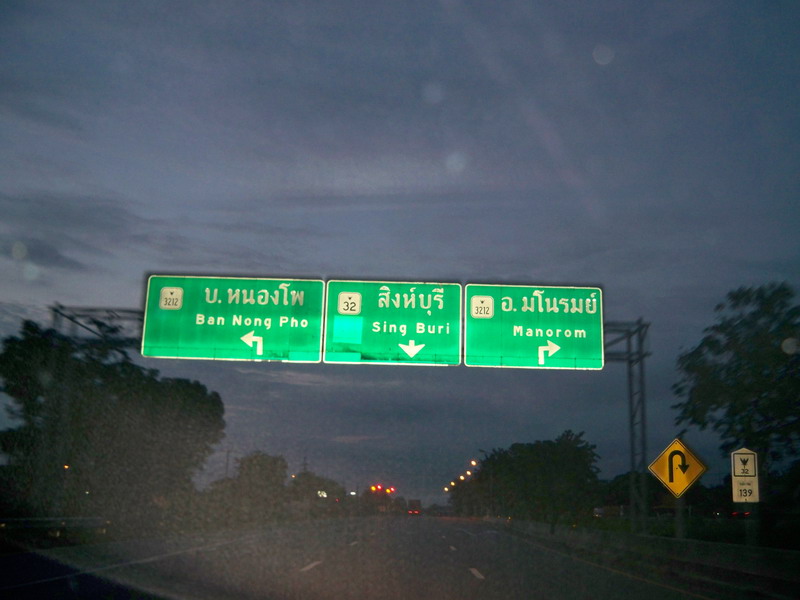 3212
บ. หนองโพ
Ban Nong Pho
32
สิงห์บุรี
Sing Buri
3212
อ. มโนรมย์
Manorom
32
139